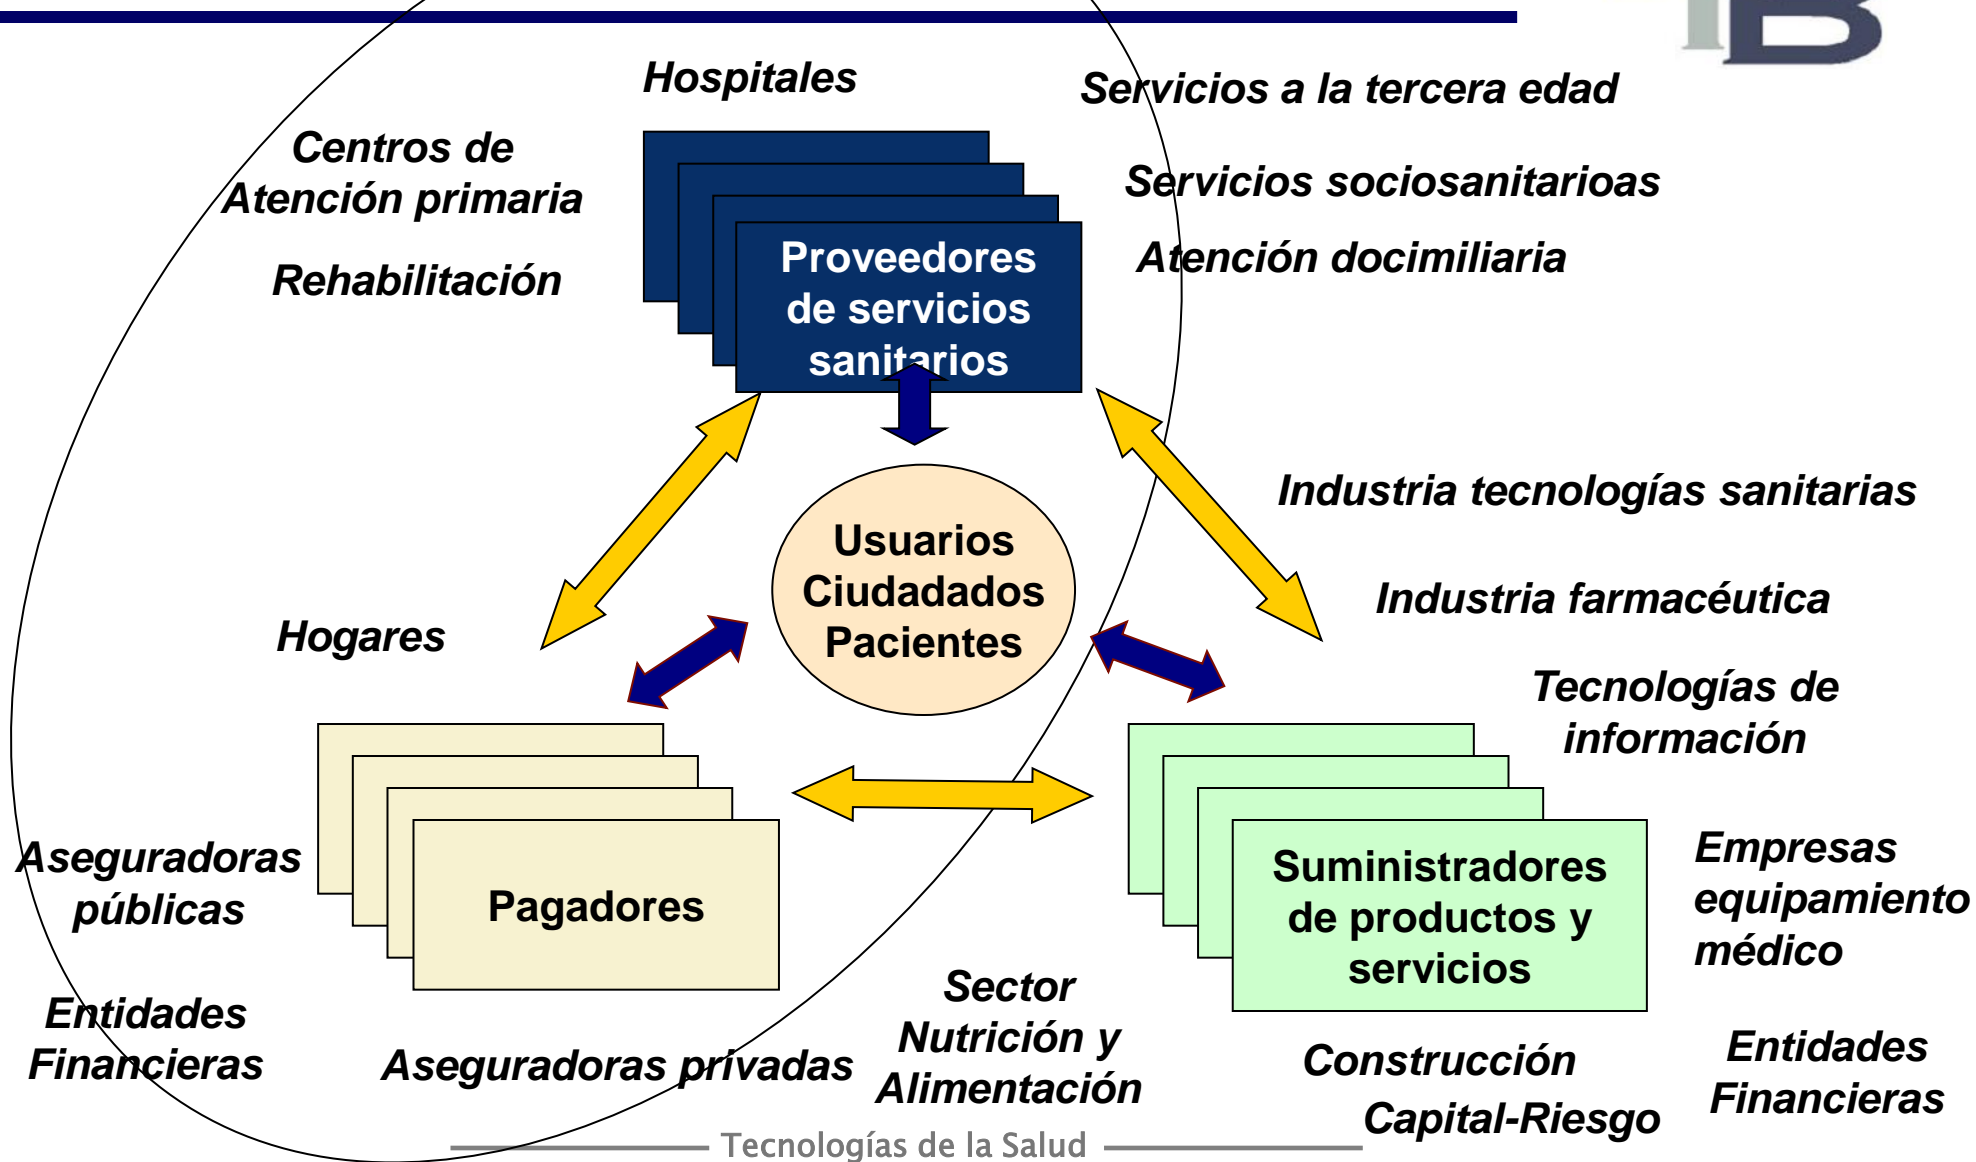 B
Hospitales
Servicios a la tercera edad
Centros de
Atención primaria
Servicios sociosanitarioas
Rehabilitación
Atención docimiliaria
Proveedores
de servicios
sanitarios
Industria tecnologías sanitarias
Usuarios
Ciudadados
Pacientes
Industria farmacéutica
Hogares
Tecnologías de
información
Aseguradoras
públicas
Pagadores
Suministradores
de productos y
servicios
Empresas
equipamiento
médico
Entidades
Financieras
Aseguradoras privadas
Sector
Nutrición y
Alimentación
Construcción
Capital-Riesgo
Entidades
Financieras
Tecnologías de la Salud